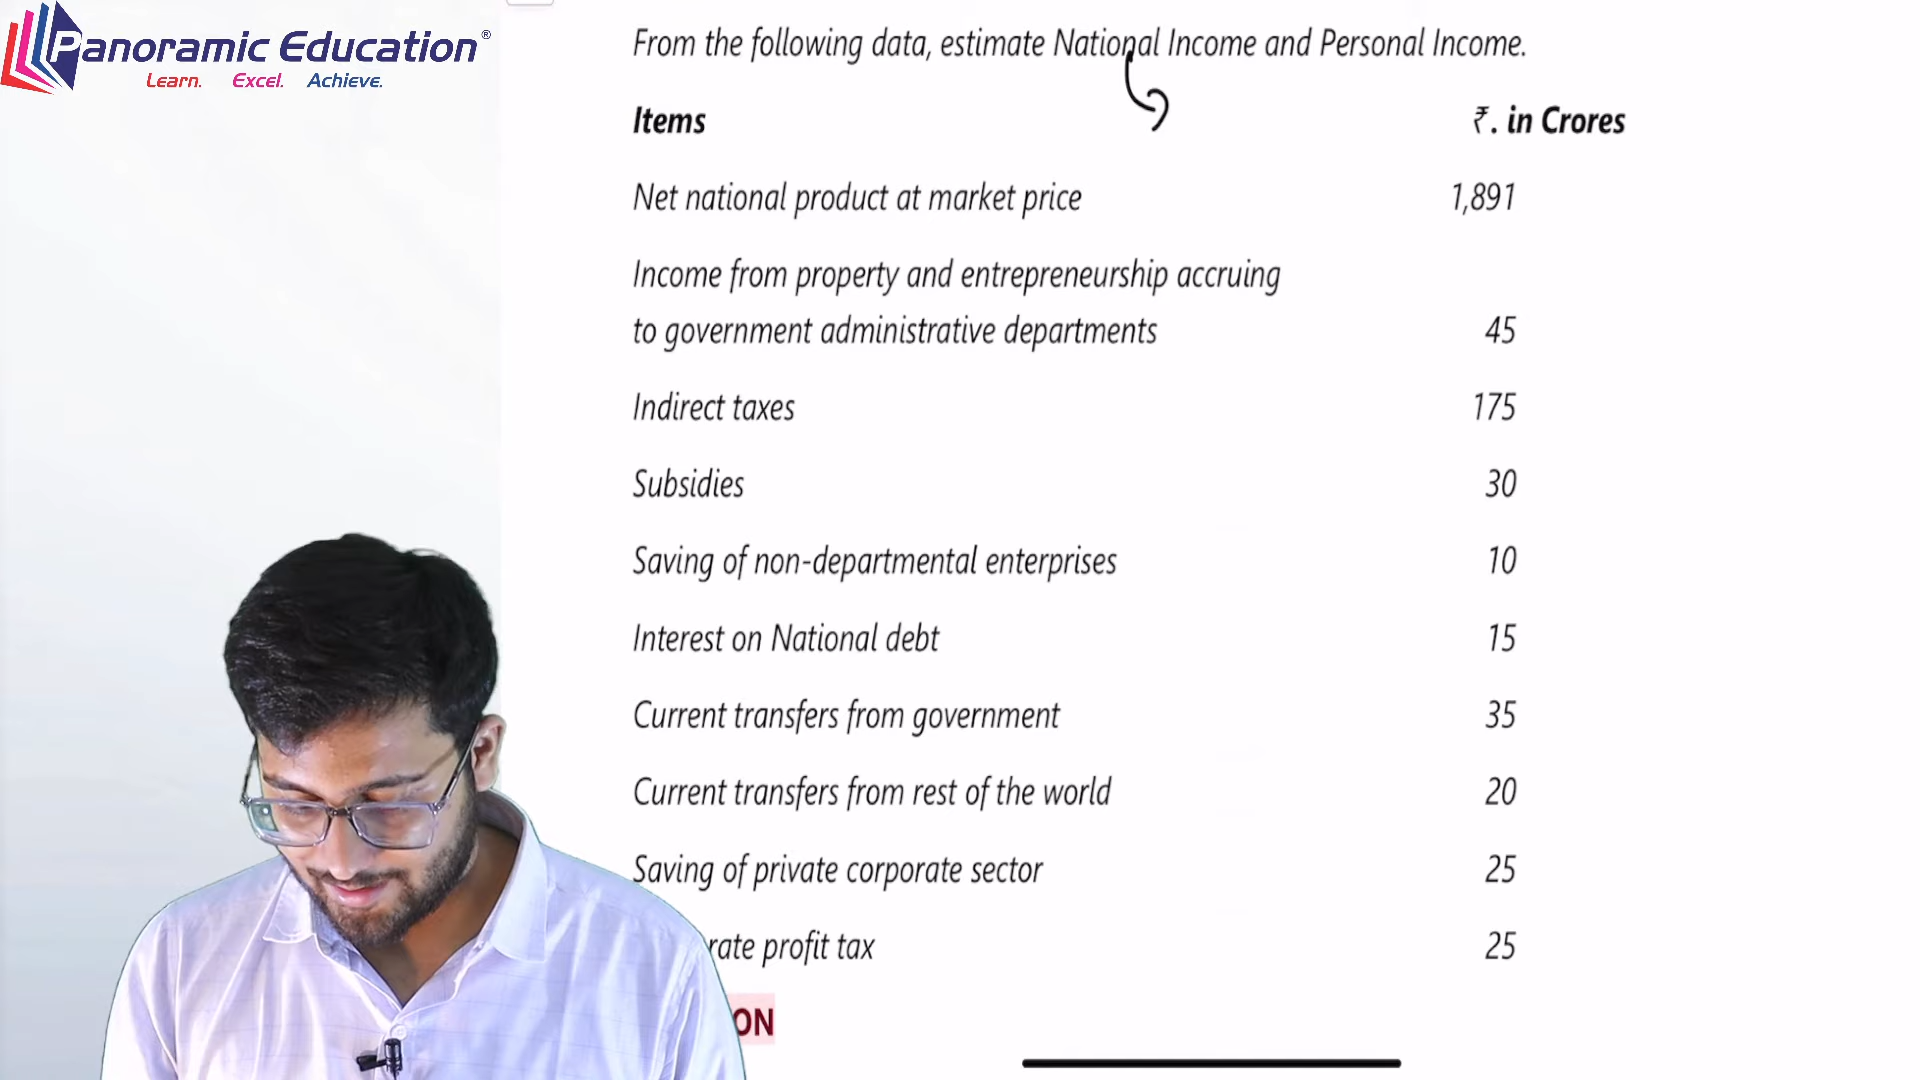 Panoramic Education®
Learn. Excel. Achieve.
From the following data, estimate National Income and Personal Income.
Items ₹. in Crores
Net national product at market price 1,891
Income from property and entrepreneurship accruing
to government administrative departments 45
Indirect taxes 175
Subsidies 30
Saving of non-departmental enterprises 10
Interest on National debt 15
Current transfers from government 35
Current transfers from rest of the world 20
Saving of private corporate sector 25
rate profit tax 25
ON